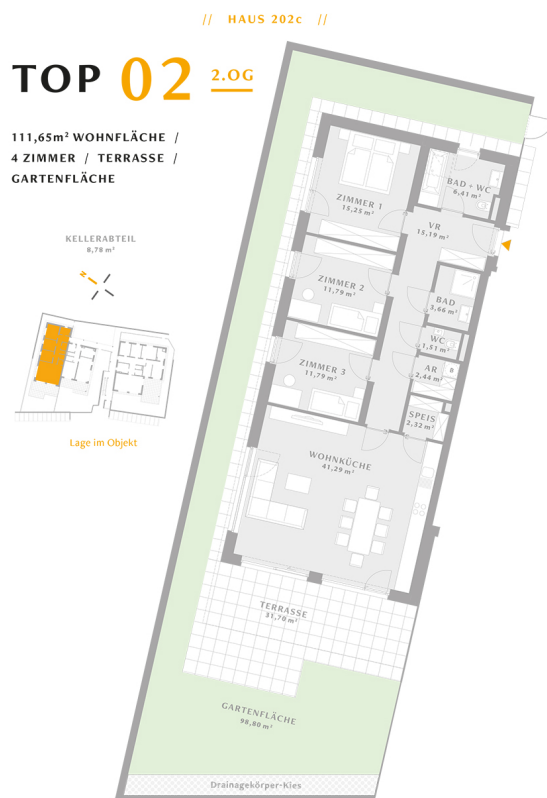 // HAUS 202c //
TOP 02 2.OG
111,65m² WOHNFLÄCHE /
4 ZIMMER / TERRASSE /
GARTENFLÄCHE
KELLERABTEIL
8,78 m²
N
Lage im Objekt
ZIMMER 1
15,25 m²
BAD + WC
6,41 m²
VR
15,19 m²
ZIMMER 2
11,79 m²
BAD
3,66 m²
WC
1,51 m²
ZIMMER 3
11,79 m²
AR
2,44 m²
B
SPEIS
2,32 m²
WOHNKÜCHE
41,29 m²
TERRASSE
31,70 m²
GARTENFLÄCHE
98,80 m²
Drainagekörper-Kies